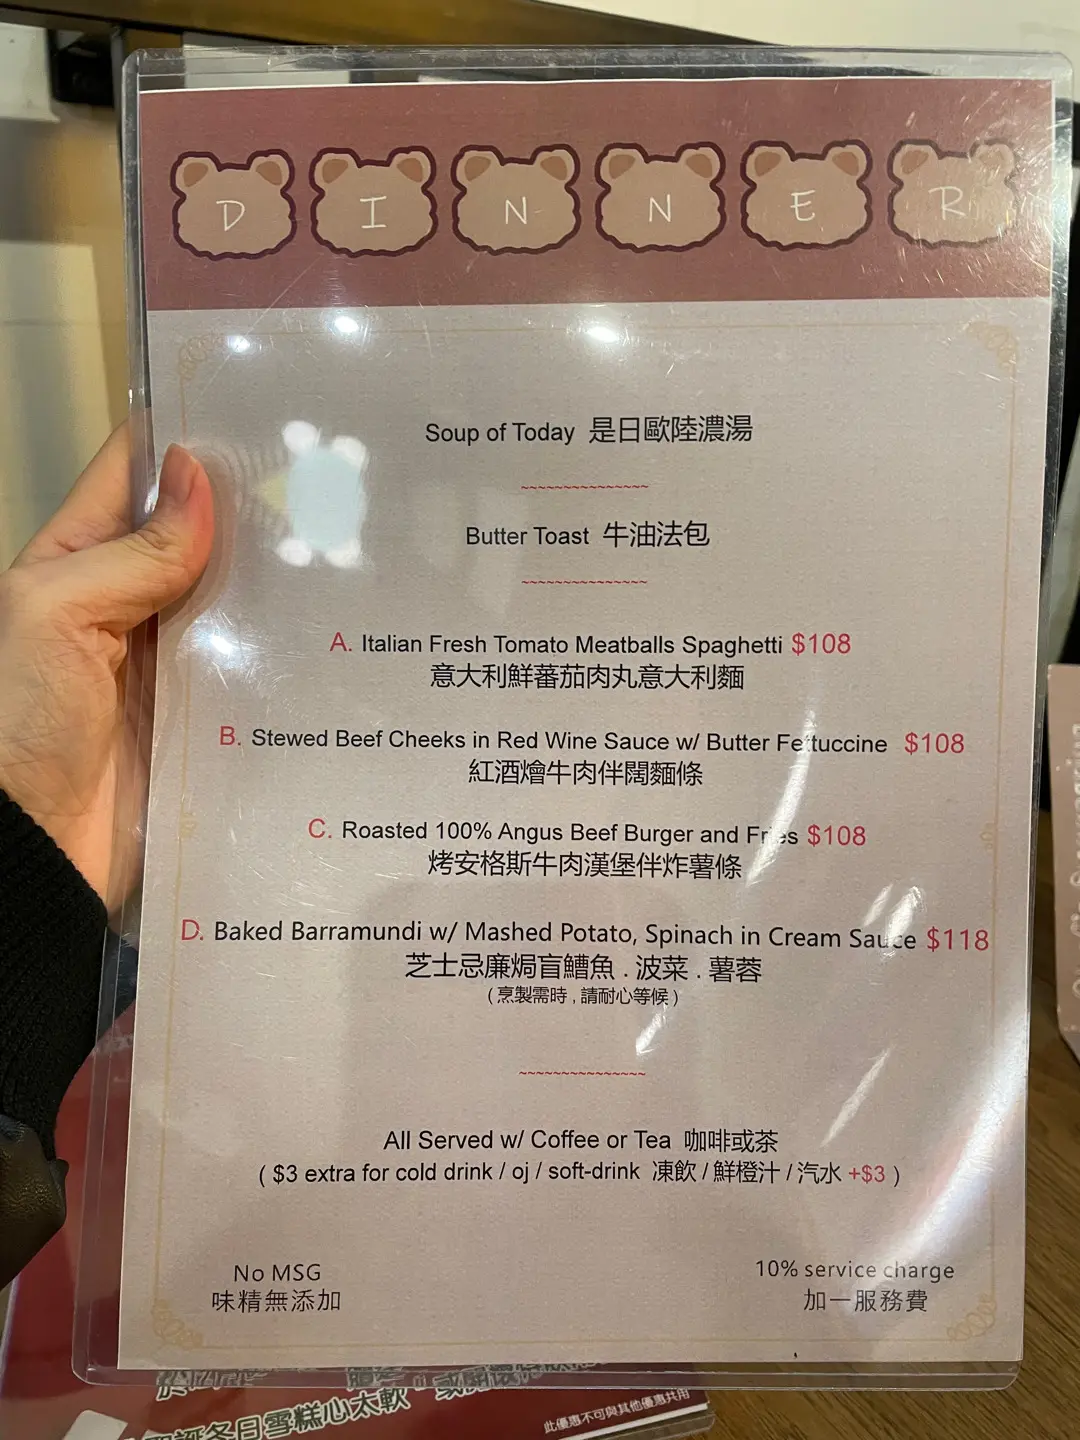 DINNER
Soup of Today 是日歐陸濃湯
~~~~~~~~~~~~~~~
Butter Toast 牛油法包
~~~~~~~~~~~~~~~
A. Italian Fresh Tomato Meatballs Spaghetti $108
意大利鮮蕃茄肉丸意大利麵
B. Stewed Beef Cheeks in Red Wine Sauce w/ Butter Fettuccine $108
紅酒燴牛肉伴闊麵條
C. Roasted 100% Angus Beef Burger and Fries $108
烤安格斯牛肉漢堡伴炸薯條
D. Baked Barramundi w/ Mashed Potato, Spinach in Cream Sauce $118
芝士忌廉焗盲鰽魚 . 波菜 . 薯蓉
( 烹製需時 , 請耐心等候 )
~~~~~~~~~~~~~~~
All Served w/ Coffee or Tea 咖啡或茶
( $3 extra for cold drink / oj / soft-drink 凍飲 / 鮮橙汁 / 汽水 +$3 )
No MSG
味精無添加
10% service charge
加一服務費
冬日雪糕心太軟
此優惠不可與其他優惠共用